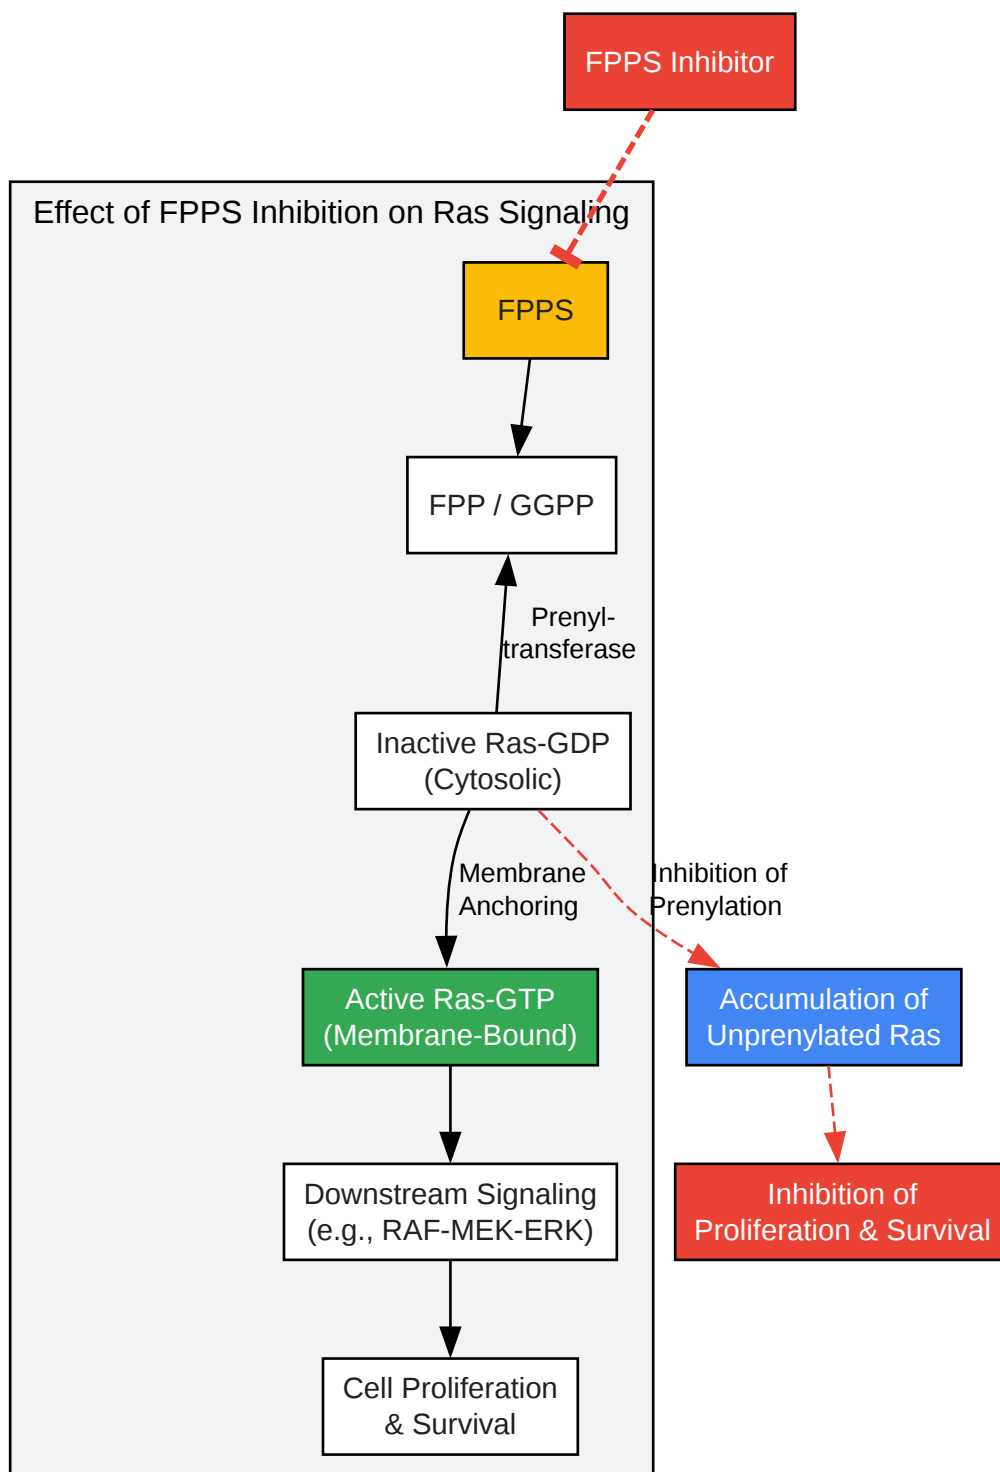 FPPS Inhibitor
Effect of FPPS Inhibition on Ras Signaling
FPPS
FPP / GGPP
Prenyl-
transferase
Inactive Ras-GDP
(Cytosolic)
Membrane
Anchoring
Inhibition of
Prenylation
Active Ras-GTP
(Membrane-Bound)
Accumulation of
Unprenylated Ras
Downstream Signaling
(e.g., RAF-MEK-ERK)
Inhibition of
Proliferation & Survival
Cell Proliferation
& Survival